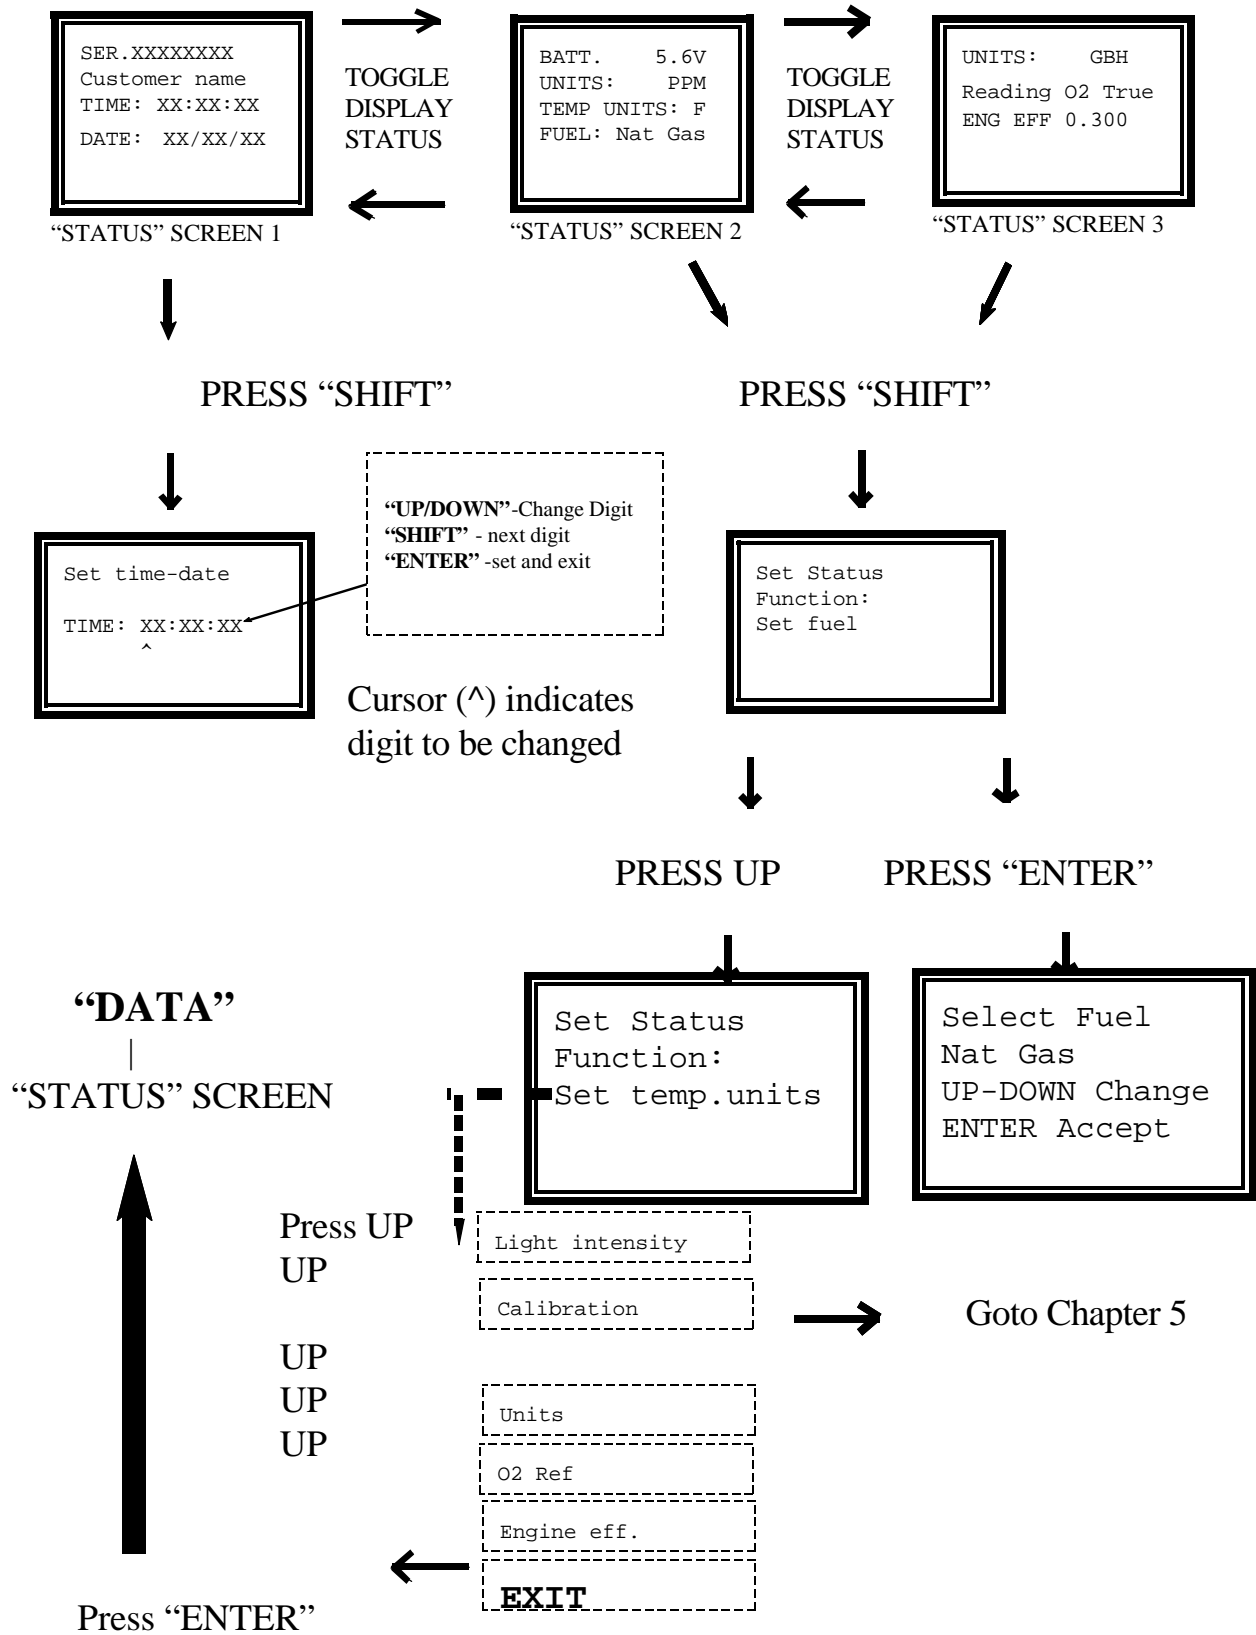 SER.XXXXXXXX
Customer name
TIME: XX:XX:XX
DATE: XX/XX/XX
“STATUS” SCREEN 1
TOGGLE
DISPLAY
STATUS
BATT. 5.6V
UNITS: PPM
TEMP UNITS: F
FUEL: Nat Gas
“STATUS” SCREEN 2
TOGGLE
DISPLAY
STATUS
UNITS: GBH
Reading O2 True
ENG EFF 0.300
“STATUS” SCREEN 3
PRESS “SHIFT”
PRESS “SHIFT”
Set time-date
TIME: XX:XX:XX
^
“UP/DOWN”-Change Digit
“SHIFT” - next digit
“ENTER” -set and exit
Cursor (^) indicates
digit to be changed
Set Status
Function:
Set fuel
PRESS UP
PRESS “ENTER”
“DATA”
|
“STATUS” SCREEN
Set Status
Function:
Set temp.units
Select Fuel
Nat Gas
UP-DOWN Change
ENTER Accept
Press UP
UP
UP
UP
UP
Light intensity
Calibration
Goto Chapter 5
Units
O2 Ref
Engine eff.
EXIT
Press “ENTER”